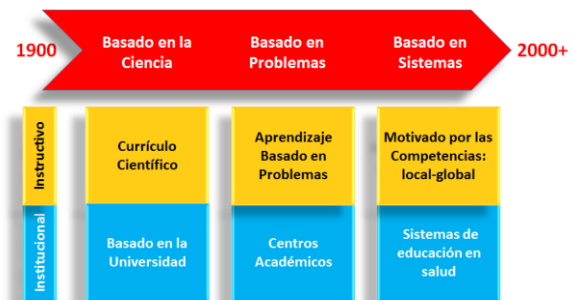 1900
Basado en la
Ciencia
Basado en
Problemas
Basado en
Sistemas
2000+
Instructivo
Currículo
Científico
Aprendizaje
Basado en
Problemas
Motivado por las
Competencias:
local-global
Institucional
Basado en la
Universidad
Centros
Académicos
Sistemas de
educación en
salud